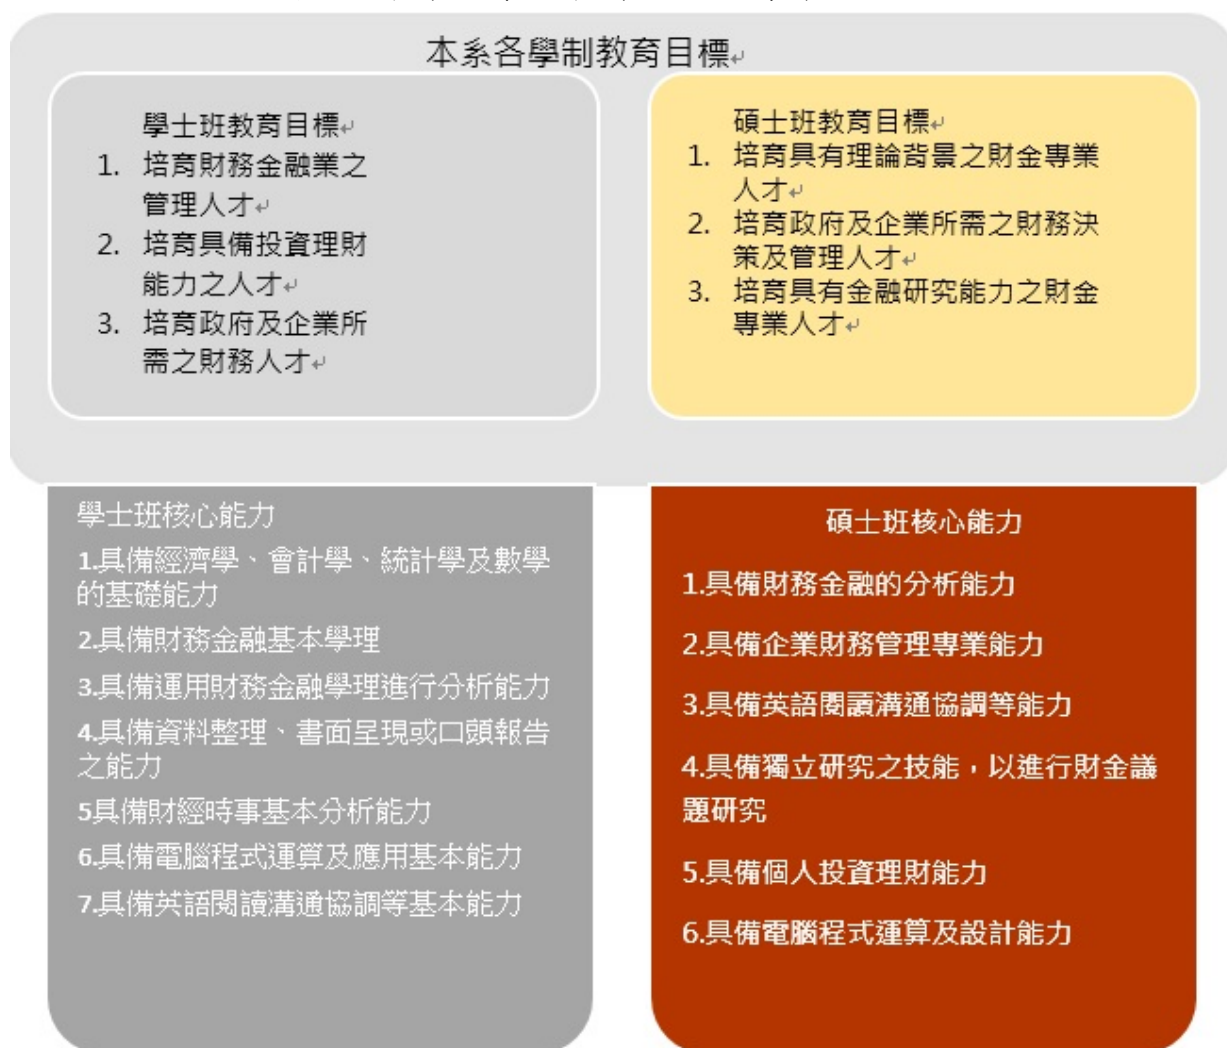 本系各學制教育目標
學士班教育目標
1. 培育財務金融業之
管理人才
2. 培育具備投資理財
能力之人才
3. 培育政府及企業所
需之財務人才
碩士班教育目標
1. 培育具有理論背景之財金專業
人才
2. 培育政府及企業所需之財務決
策及管理人才
3. 培育具有金融研究能力之財金
專業人才
學士班核心能力
1.具備經濟學、會計學、統計學及數學
的基礎能力
2.具備財務金融基本學理
3.具備運用財務金融學理進行分析能力
4.具備資料整理、書面呈現或口頭報告
之能力
5具備財經時事基本分析能力
6.具備電腦程式運算及應用基本能力
7.具備英語閱讀溝通協調等基本能力
碩士班核心能力
1.具備財務金融的分析能力
2.具備企業財務管理專業能力
3.具備英語閱讀溝通協調等能力
4.具備獨立研究之技能，以進行財金議
題研究
5.具備個人投資理財能力
6.具備電腦程式運算及設計能力